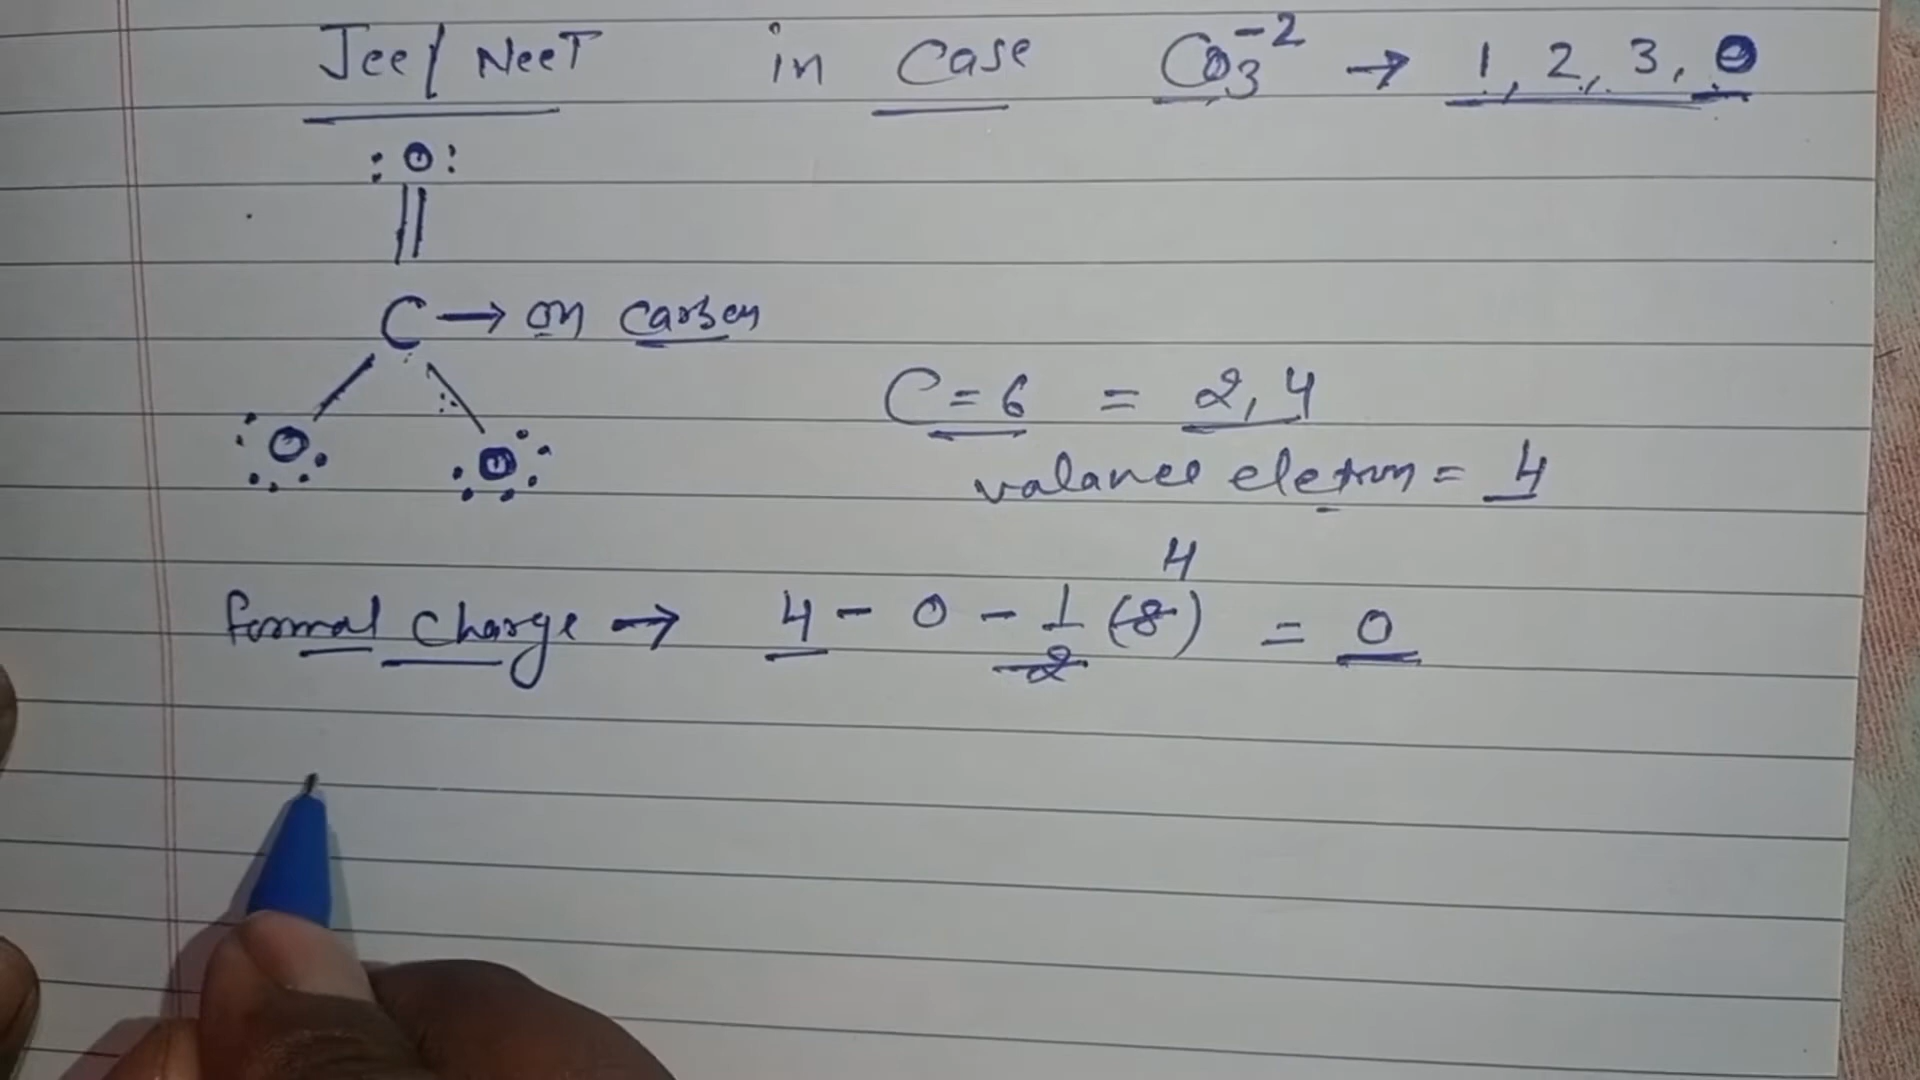 Jee/NeeT in Case CO3^-2 → 1, 2, 3, 0
:O:
C → on Carbon
O O
C = 6 = 2, 4
valance eletron = 4
4
formal Charge → 4 - 0 - 1/2 (8) = 0